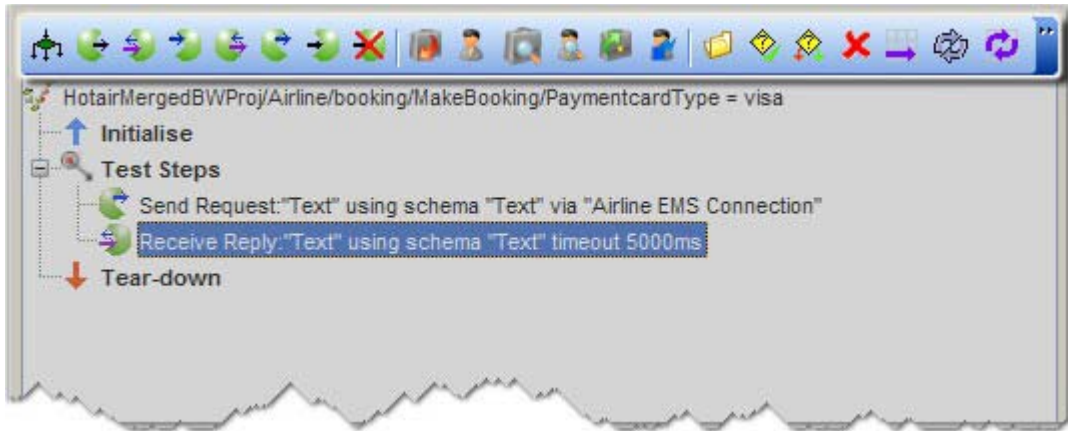 HotairMergedBWProj/Airline/booking/MakeBooking/PaymentcardType = visa
Initialise
Test Steps
Send Request:"Text" using schema "Text" via "Airline EMS Connection"
Receive Reply:"Text" using schema "Text" timeout 5000ms
Tear-down